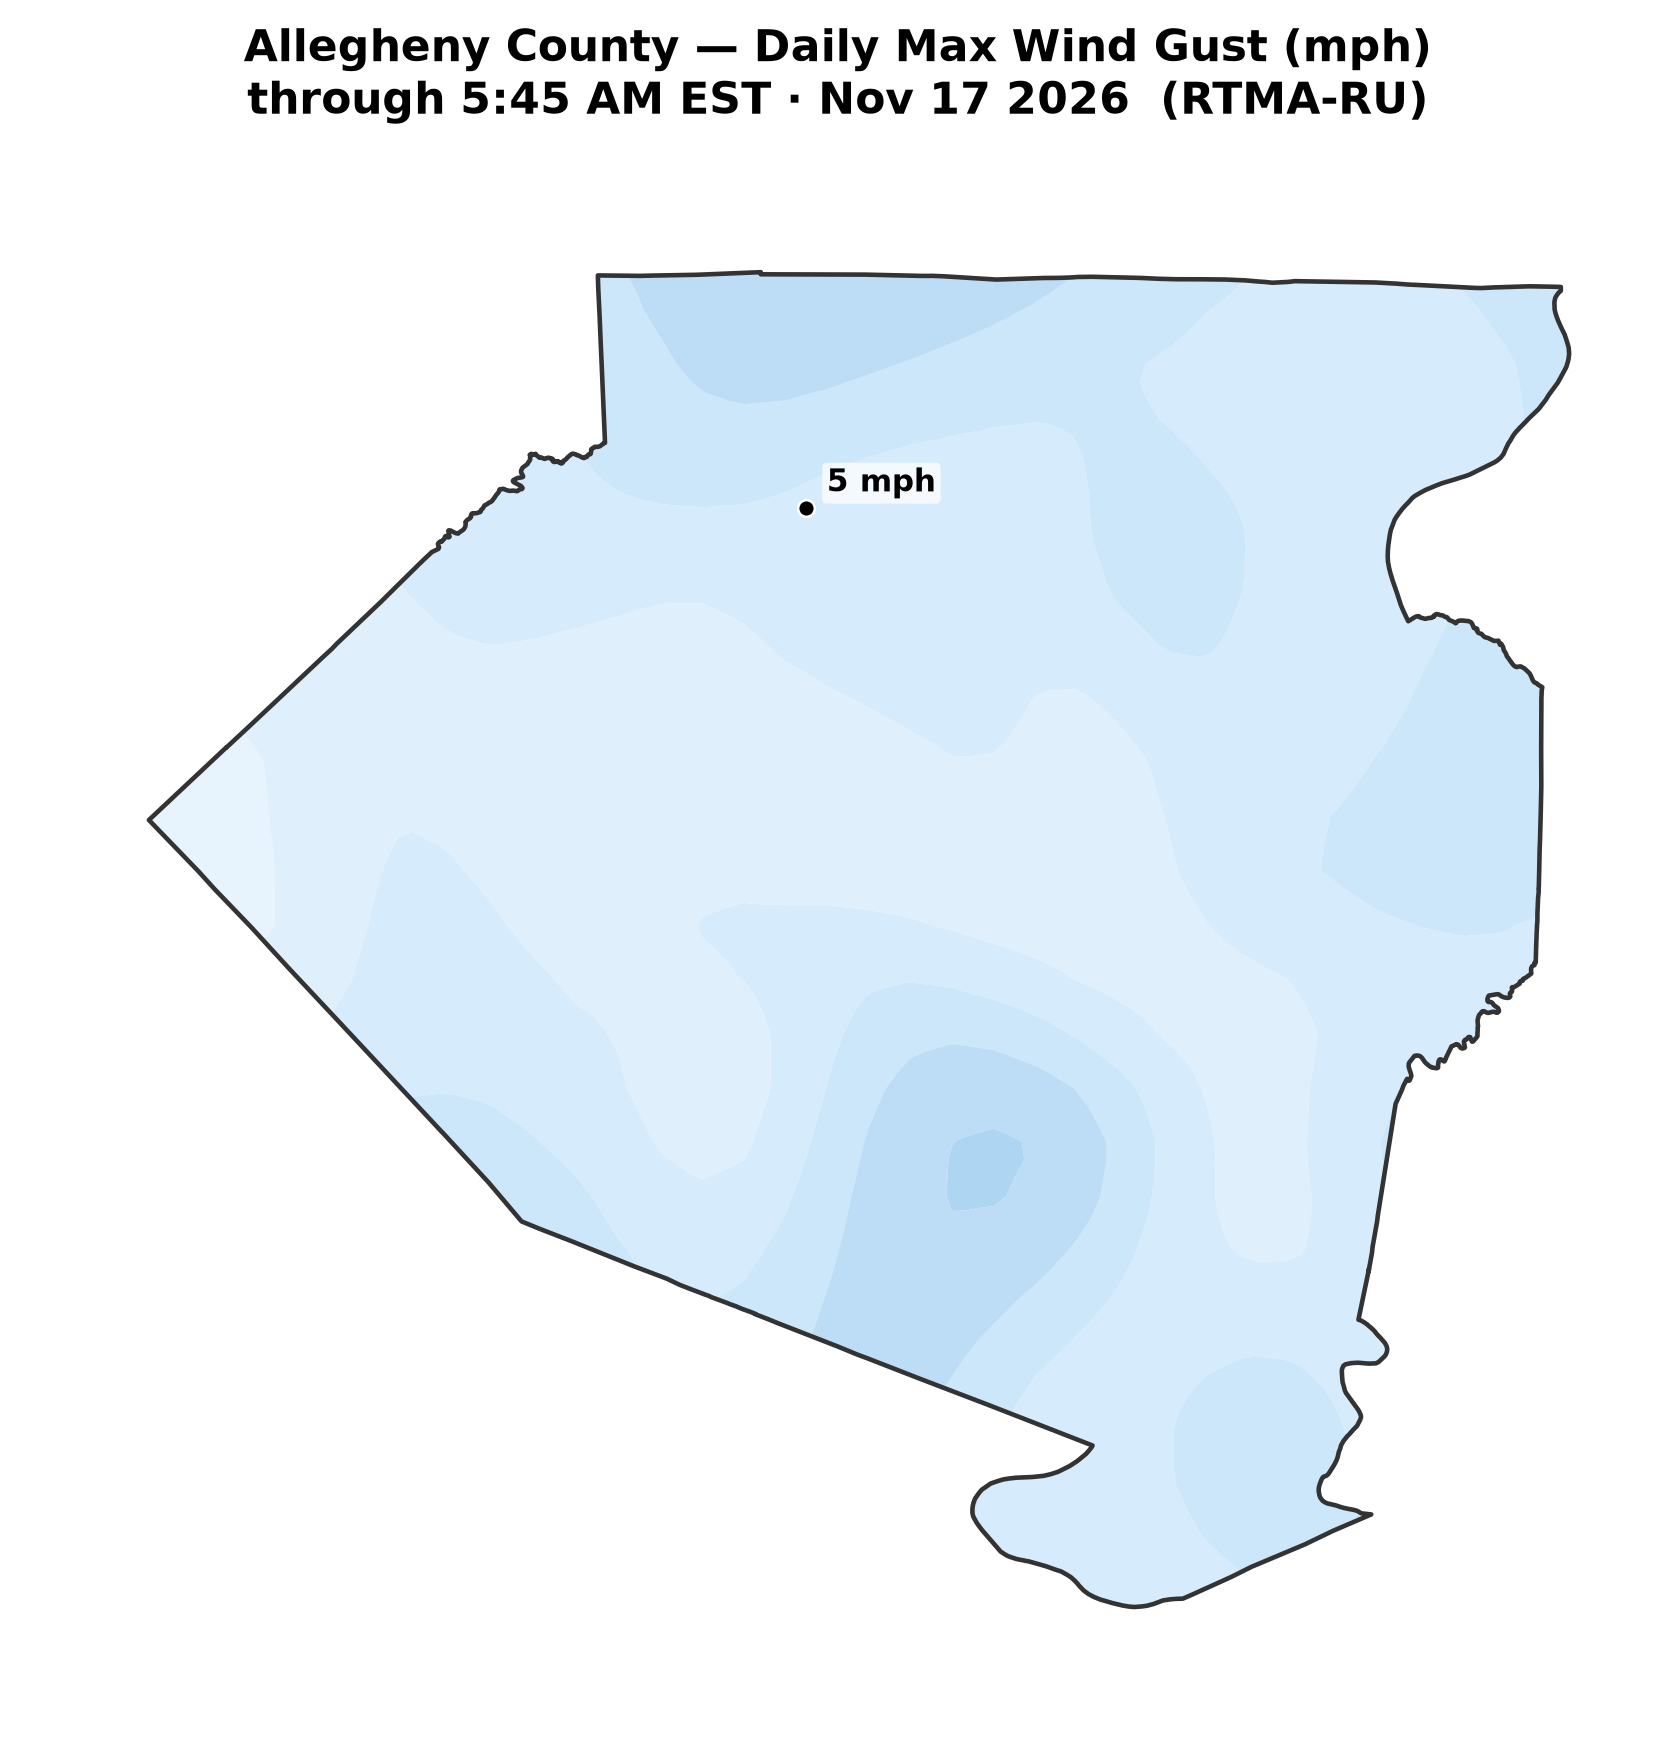 Allegheny County — Daily Max Wind Gust (mph)
through 5:45 AM EST · Nov 17 2026 (RTMA-RU)
5 mph